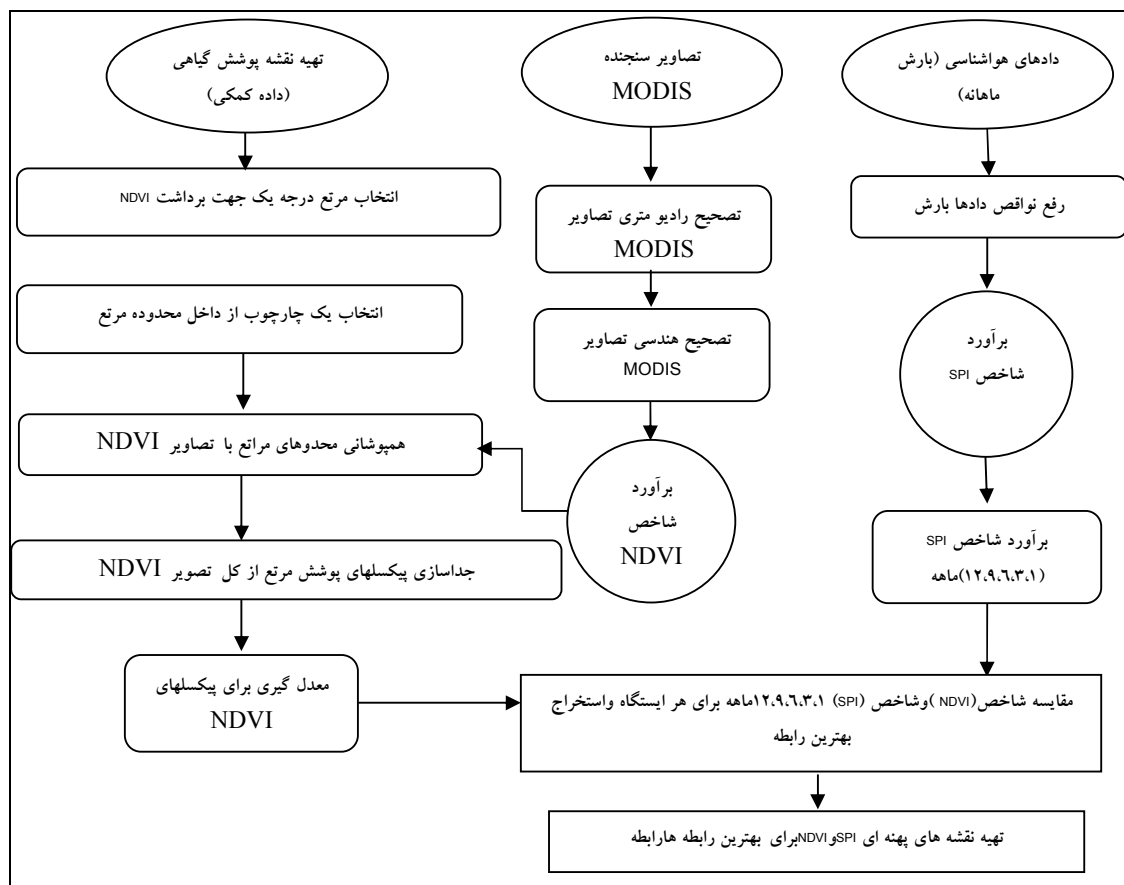 تهیه نقشه پوشش گیاهی
(داده کمکی)
انتخاب مرتع درجه یک جهت برداشت NDVI
انتخاب یک چارچوب از داخل محدوده مرتع
همپوشانی محدوهای مراتع با تصاویر NDVI
جداسازی پیکسلهای پوشش مرتع از کل تصویر NDVI
معدل گیری برای پیکسلهای
NDVI
تصاویر سنجنده
MODIS
تصحیح رادیو متری تصاویر
MODIS
تصحیح هندسی تصاویر
MODIS
برآورد
شاخص
NDVI
دادهای هواشناسی (بارش
ماهانه)
رفع نواقص دادها بارش
برآورد
شاخص SPI
برآورد شاخص SPI
(۱۲،۹،۶،۳،۱)ماهه
مقایسه شاخص(NDVI )وشاخص (SPI) ۱۲،۹،۶،۳،۱ماهه برای هر ایستگاه واستخراج
بهترین رابطه
تهیه نقشه های پهنه ای SPIوNDVIبرای بهترین رابطه هارابطه